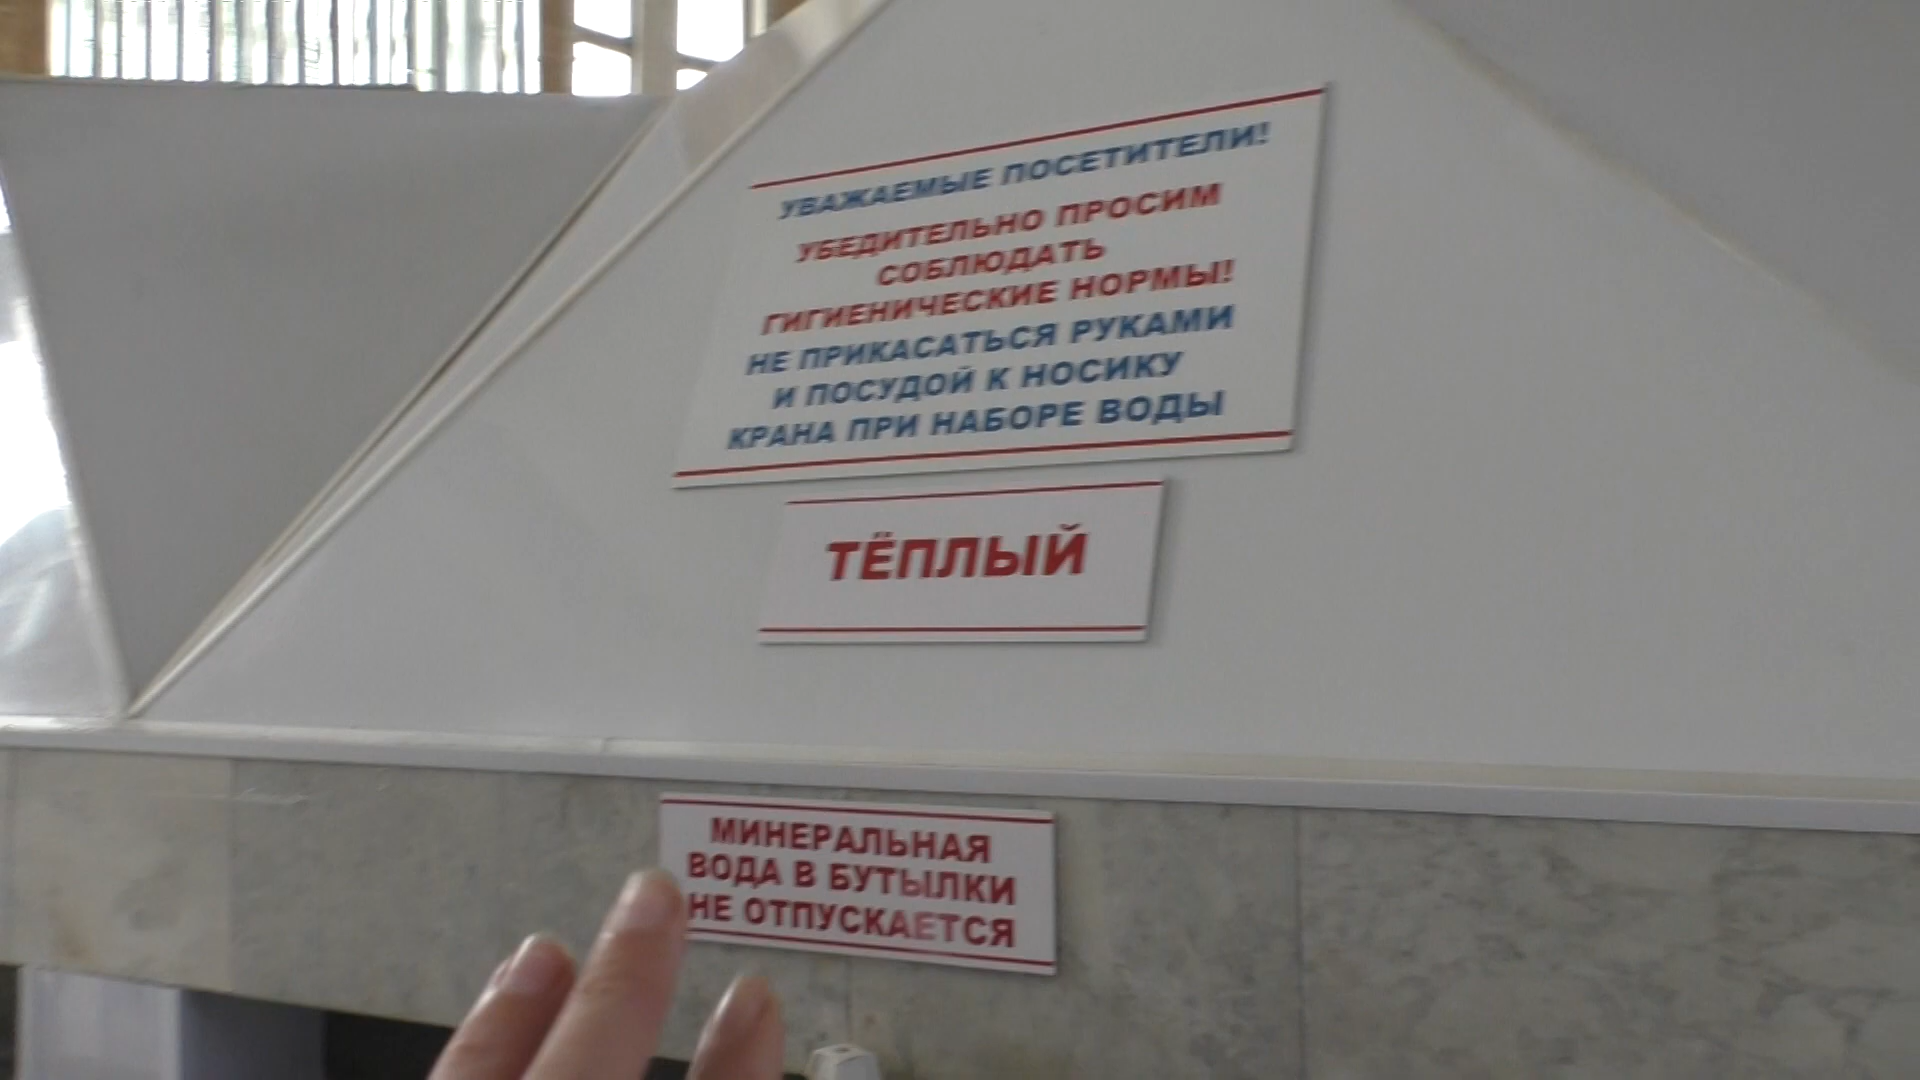 УВАЖАЕМЫЕ ПОСЕТИТЕЛИ!
УБЕДИТЕЛЬНО ПРОСИМ
СОБЛЮДАТЬ
ГИГИЕНИЧЕСКИЕ НОРМЫ!
НЕ ПРИКАСАТЬСЯ РУКАМИ
И ПОСУДОЙ К НОСИКУ
КРАНА ПРИ НАБОРЕ ВОДЫ
ТЁПЛЫЙ
МИНЕРАЛЬНАЯ
ВОДА В БУТЫЛКИ
НЕ ОТПУСКАЕТСЯ